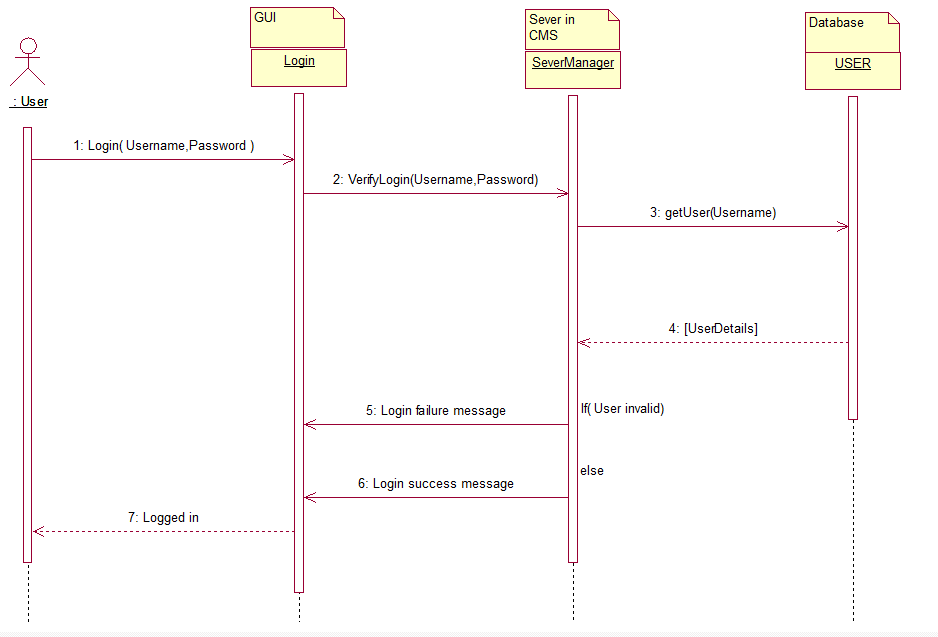 GUI
Login
Sever in
CMS
SeverManager
Database
USER
: User
1: Login( Username,Password )
2: VerifyLogin(Username,Password)
3: getUser(Username)
4: [UserDetails]
If( User invalid)
5: Login failure message
else
6: Login success message
7: Logged in